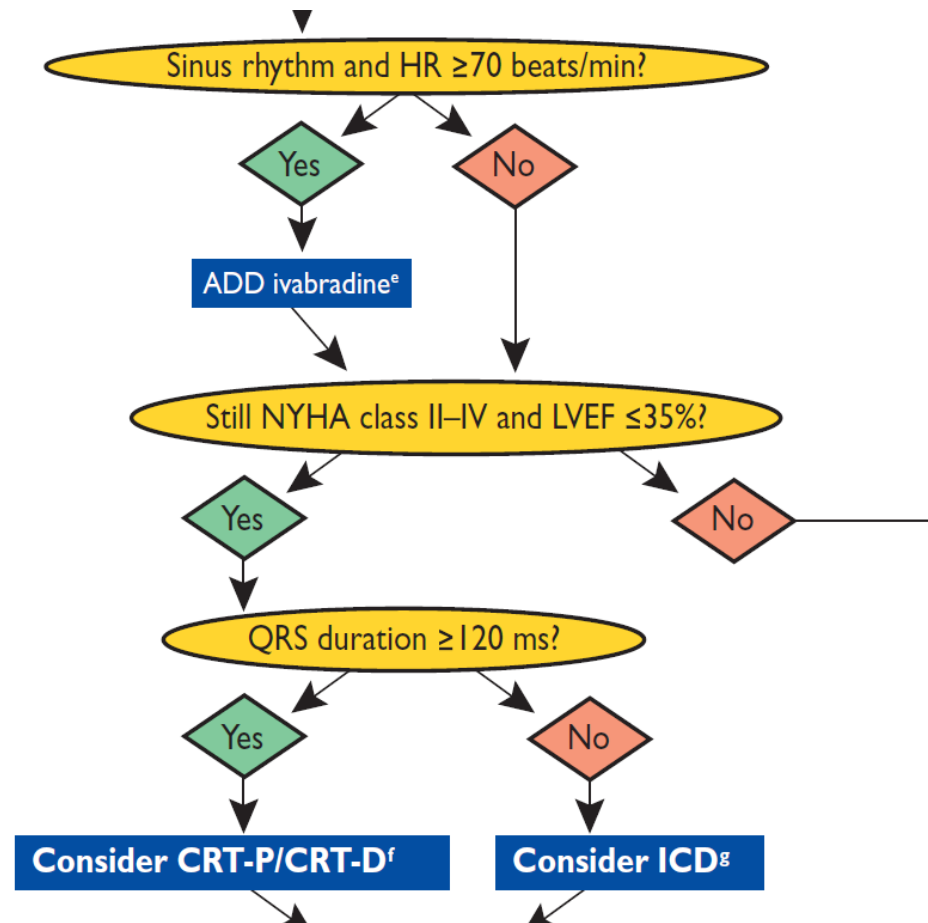 Sinus rhythm and HR ≥70 beats/min?
Yes
No
ADD ivabradineᵉ
Still NYHA class II–IV and LVEF ≤35%?
Yes
No
QRS duration ≥120 ms?
Yes
No
Consider CRT-P/CRT-Dᶠ
Consider ICDᵍ